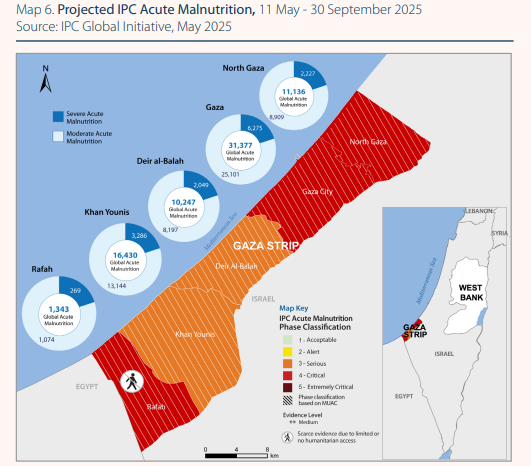 Map 6. Projected IPC Acute Malnutrition, 11 May - 30 September 2025
Source: IPC Global Initiative, May 2025
N
Severe Acute
Malnutrition
Moderate Acute
Malnutrition
North Gaza
2,227
11,136
Global Acute
Malnutrition
8,909
Gaza
6,275
31,377
Global Acute
Malnutrition
25,101
Deir al-Balah
2,049
10,247
Global Acute
Malnutrition
8,197
Khan Younis
3,286
16,430
Global Acute
Malnutrition
13,144
Rafah
269
1,343
Global Acute
Malnutrition
1,074
North Gaza
Gaza City
Mediterranean Sea
GAZA STRIP
Deir Al-Balah
ISRAEL
Khan Younis
EGYPT
Rafah
Map Key
IPC Acute Malnutrition
Phase Classification
1 - Acceptable
2 - Alert
3 - Serious
4 - Critical
5 - Extremely Critical
Phase classification
based on MUAC
Evidence Level
** Medium
Scarce evidence due to limited or
no humanitarian access
0 4 8
km
LEBANON
SYRIA
Mediterranean Sea
WEST
BANK
GAZA
STRIP
ISRAEL
EGYPT